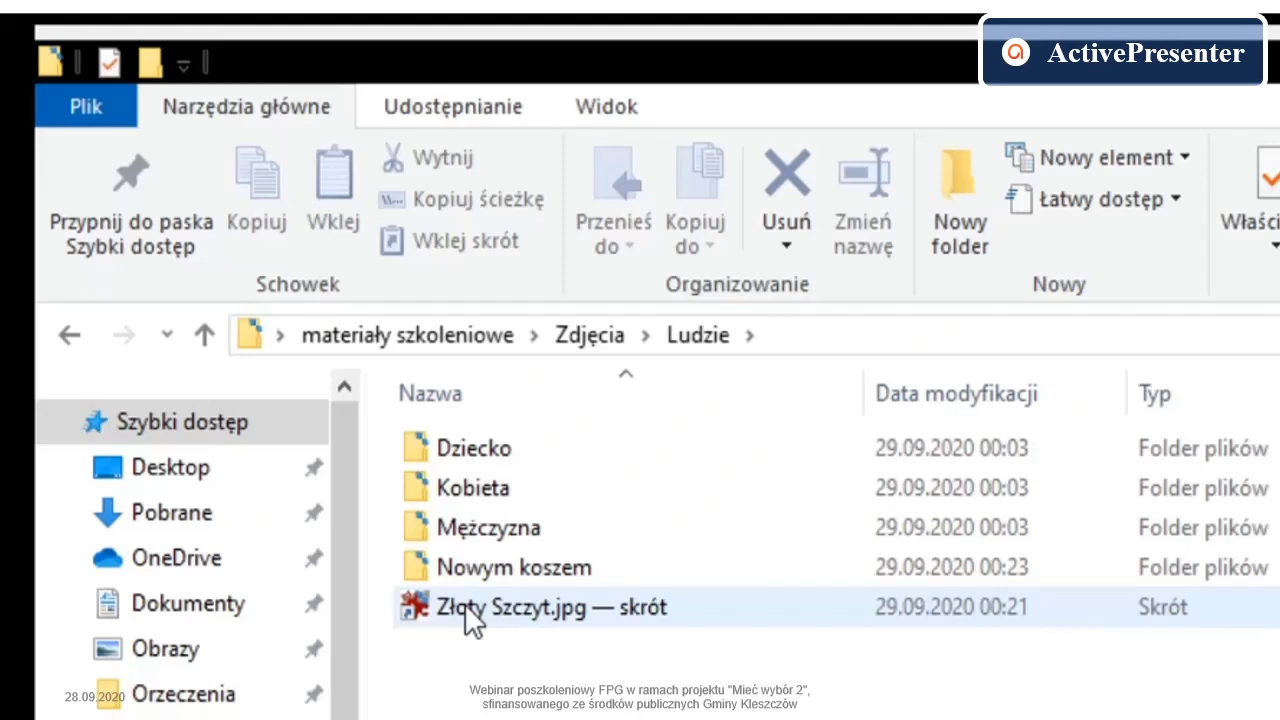 ActivePresenter
Plik Narzędzia główne Udostępnianie Widok
Przypnij do paska
Szybki dostęp
Kopiuj
Wklej
Wytnij
Kopiuj ścieżkę
Wklej skrót
Schowek
Przenieś
do
Kopiuj
do
Usuń
Zmień
nazwę
Organizowanie
Nowy
folder
Nowy element
Łatwy dostęp
Nowy
Właści
materiały szkoleniowe > Zdjęcia > Ludzie >
Szybki dostęp
Desktop
Pobrane
OneDrive
Dokumenty
Obrazy
Orzeczenia
Nazwa Data modyfikacji Typ
Dziecko 29.09.2020 00:03 Folder plików
Kobieta 29.09.2020 00:03 Folder plików
Mężczyzna 29.09.2020 00:03 Folder plików
Nowym koszem 29.09.2020 00:23 Folder plików
Złoty Szczyt.jpg — skrót 29.09.2020 00:21 Skrót
28.09.2020
Webinar poszkoleniowy FPG w ramach projektu "Mieć wybór 2",
sfinansowanego ze środków publicznych Gminy Kleszczów